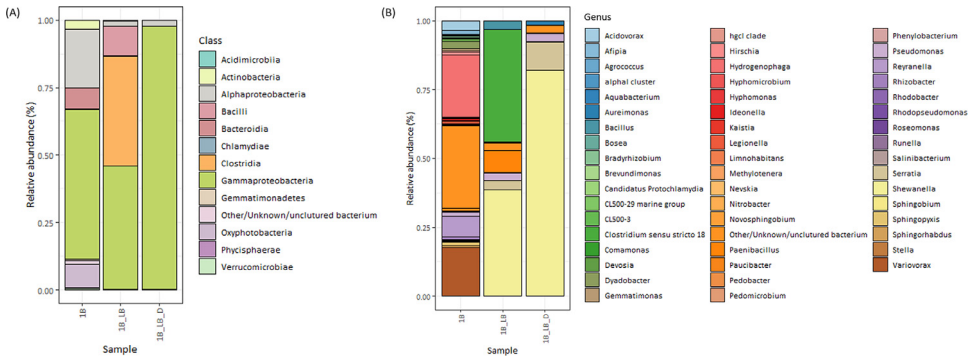 (A)
Relative abundance (%)
1.00
0.75
0.50
0.25
0.00
1B
1B_LB
1B_LB_D
Sample
Class
Acidimicrobiia
Actinobacteria
Alphaproteobacteria
Bacilli
Bacteroidia
Chlamydiae
Clostridia
Gammaproteobacteria
Gemmatimonadetes
Other/Unknown/unclutured bacterium
Oxyphotobacteria
Phycisphaerae
Verrucomicrobiae
(B)
Relative abundance (%)
1.00
0.75
0.50
0.25
0.00
1B
1B_LB
1B_LB_D
Sample
Genus
Acidovorax
Afipia
Agrococcus
alphaI cluster
Aquabacterium
Aureimonas
Bacillus
Bosea
Bradyrhizobium
Brevundimonas
Candidatus Protochlamydia
CL500-29 marine group
CL500-3
Clostridium sensu stricto 18
Comamonas
Devosia
Dyadobacter
Gemmatimonas
hgcI clade
Hirschia
Hydrogenophaga
Hyphomicrobium
Hyphomonas
Ideonella
Kaistia
Legionella
Limnohabitans
Methylotenera
Nevskia
Nitrobacter
Novosphingobium
Other/Unknown/unclutured bacterium
Paenibacillus
Paucibacter
Pedobacter
Pedomicrobium
Phenylobacterium
Pseudomonas
Reyranella
Rhizobacter
Rhodobacter
Rhodopseudomonas
Roseomonas
Runella
Salinibacterium
Serratia
Shewanella
Sphingobium
Sphingopyxis
Sphingorhabdus
Stella
Variovorax